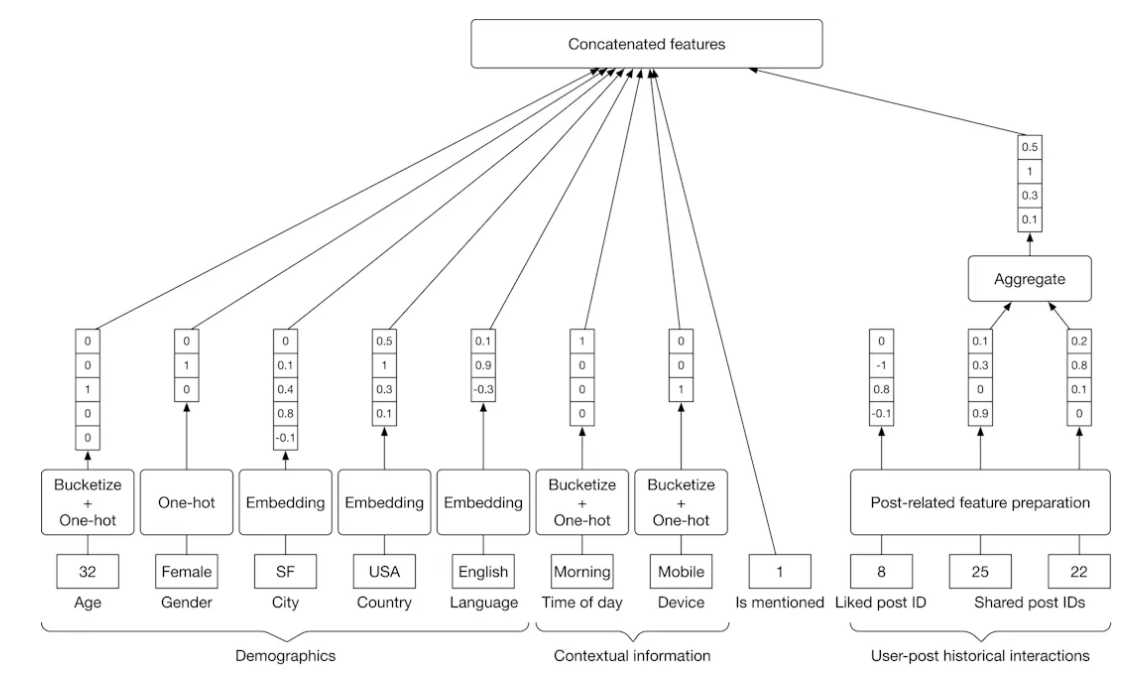 Concatenated features
0.5
1
0.3
0.1
Aggregate
0 0 0 0.5 0.1 1 0 0 0.1 0.2
0 1 0.1 1 0.9 0 0 -1 0.3 0.8
1 0 0.4 0.3 -0.3 0 1 0.8 0 0.1
0 0.8 0.1 0 -0.1 0.9 0
0 -0.1
Bucketize
+
One-hot
One-hot
Embedding
Embedding
Embedding
Bucketize
+
One-hot
Bucketize
+
One-hot
Post-related feature preparation
32 Female SF USA English Morning Mobile 1 8 25 22
Age Gender City Country Language Time of day Device Is mentioned Liked post ID Shared post IDs
Demographics Contextual information User-post historical interactions